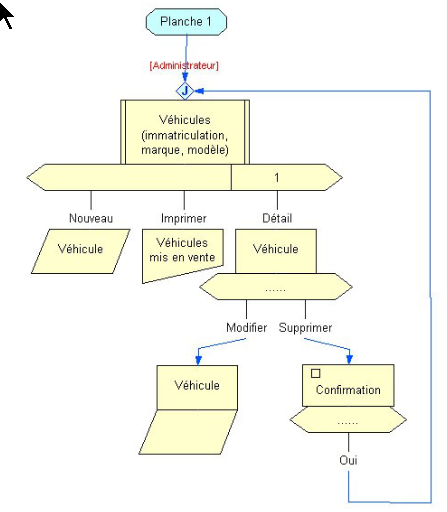 Planche 1
[Administrateur]
J
Véhicules
(immatriculation,
marque, modèle)
1
Nouveau
Imprimer
Détail
Véhicule
Véhicules
mis en vente
Véhicule
......
Modifier
Supprimer
Véhicule
Confirmation
......
Oui